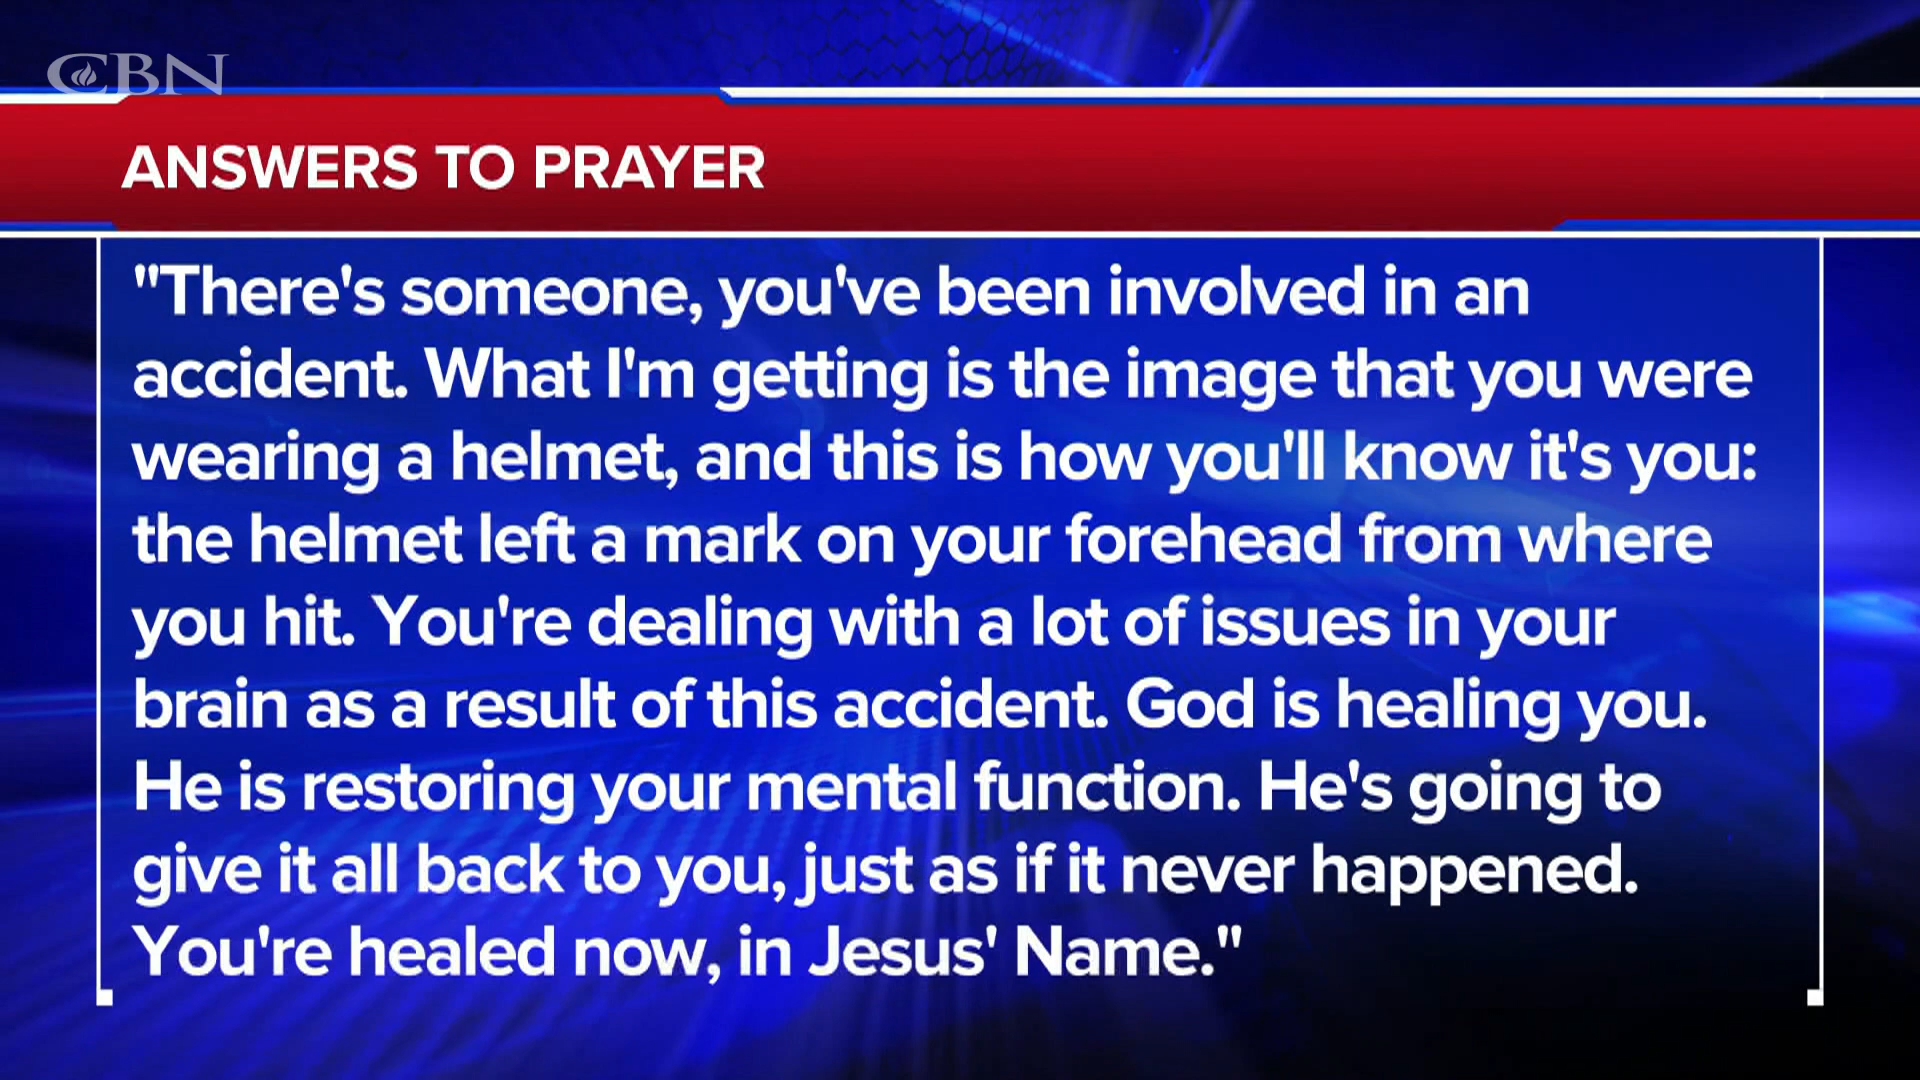 CBN
ANSWERS TO PRAYER
"There's someone, you've been involved in an
accident. What I'm getting is the image that you were
wearing a helmet, and this is how you'll know it's you:
the helmet left a mark on your forehead from where
you hit. You're dealing with a lot of issues in your
brain as a result of this accident. God is healing you.
He is restoring your mental function. He's going to
give it all back to you, just as if it never happened.
You're healed now, in Jesus' Name."